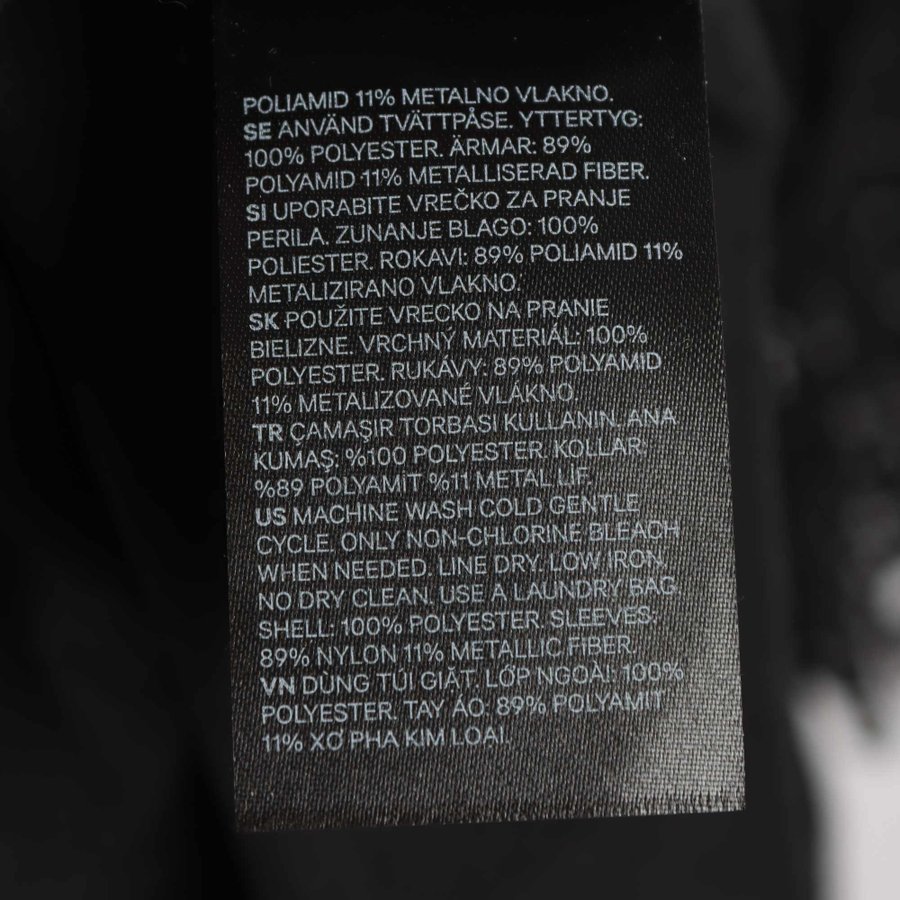 POLIAMID 11% METALNO VLAKNO.
SE ANVÄND TVÄTTPÅSE. YTTERTYG:
100% POLYESTER. ÄRMAR: 89%
POLYAMID 11% METALLISERAD FIBER.
SI UPORABITE VREČKO ZA PRANJE
PERILA. ZUNANJE BLAGO: 100%
POLIESTER. ROKAVI: 89% POLIAMID 11%
METALIZIRANO VLAKNO.
SK POUŽITE VRECKO NA PRANIE
BIELIZNE. VRCHNÝ MATERIÁL: 100%
POLYESTER. RUKÁVY: 89% POLYAMID
11% METALIZOVANÉ VLÁKNO.
TR ÇAMAŞIR TORBASI KULLANIN. ANA
KUMAŞ: %100 POLYESTER. KOLLAR:
%89 POLYAMIT %11 METAL LIF.
US MACHINE WASH COLD GENTLE
CYCLE. ONLY NON-CHLORINE BLEACH
WHEN NEEDED. LINE DRY. LOW IRON.
NO DRY CLEAN. USE A LAUNDRY BAG.
SHELL: 100% POLYESTER. SLEEVES:
89% NYLON 11% METALLIC FIBER.
VN DÙNG TÚI GIẶT. LỚP NGOÀI: 100%
POLYESTER. TAY ÁO: 89% POLYAMIT
11% XƠ PHA KIM LOẠI.